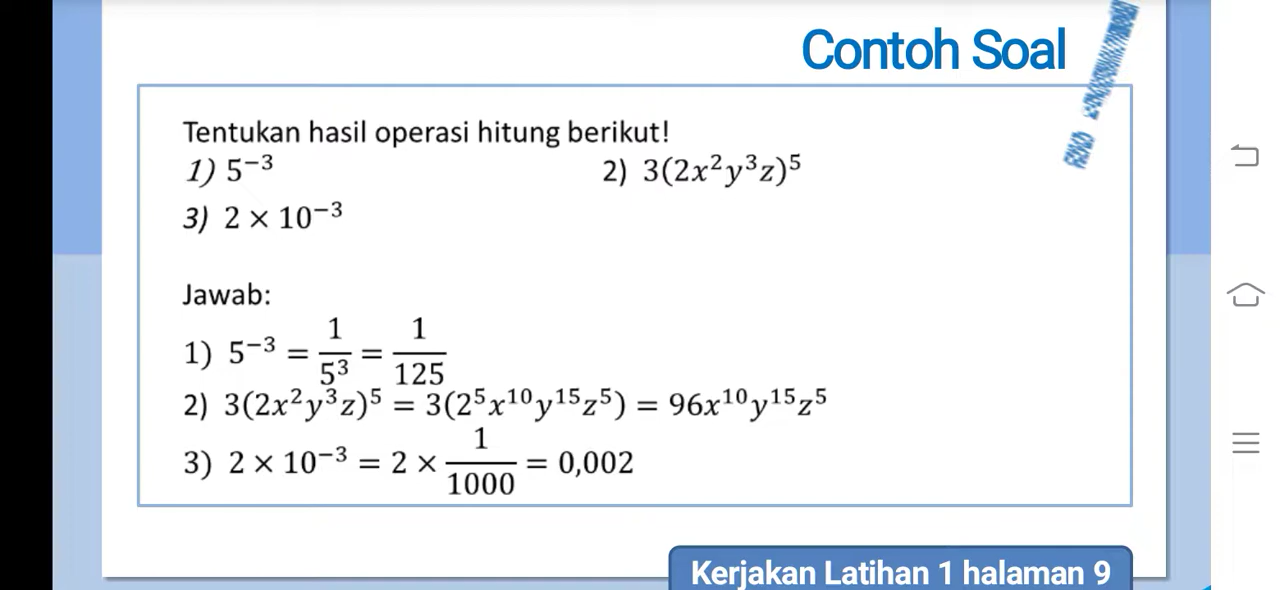 Contoh Soal
Tentukan hasil operasi hitung berikut!
1) 5⁻³
2) 3(2x²y³z)⁵
3) 2 × 10⁻³
Jawab:
1) 5⁻³ = 1/5³ = 1/125
2) 3(2x²y³z)⁵ = 3(2⁵x¹⁰y¹⁵z⁵) = 96x¹⁰y¹⁵z⁵
3) 2 × 10⁻³ = 2 × 1/1000 = 0,002
Kerjakan Latihan 1 halaman 9